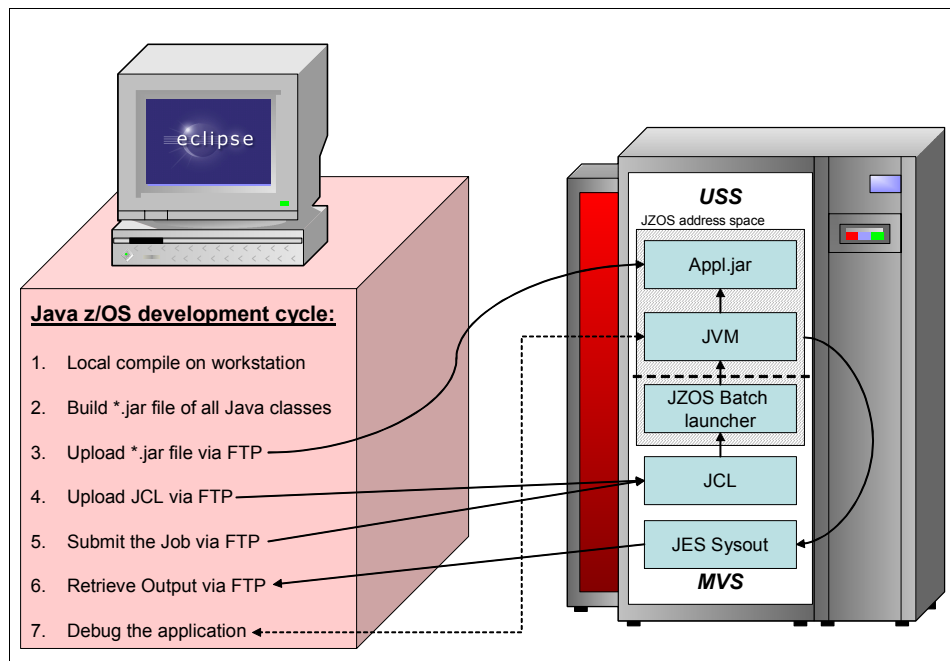 eclipse
Java z/OS development cycle:
1. Local compile on workstation
2. Build *.jar file of all Java classes
3. Upload *.jar file via FTP
4. Upload JCL via FTP
5. Submit the Job via FTP
6. Retrieve Output via FTP
7. Debug the application
USS
JZOS address space
Appl.jar
JVM
JZOS Batch
launcher
JCL
JES Sysout
MVS